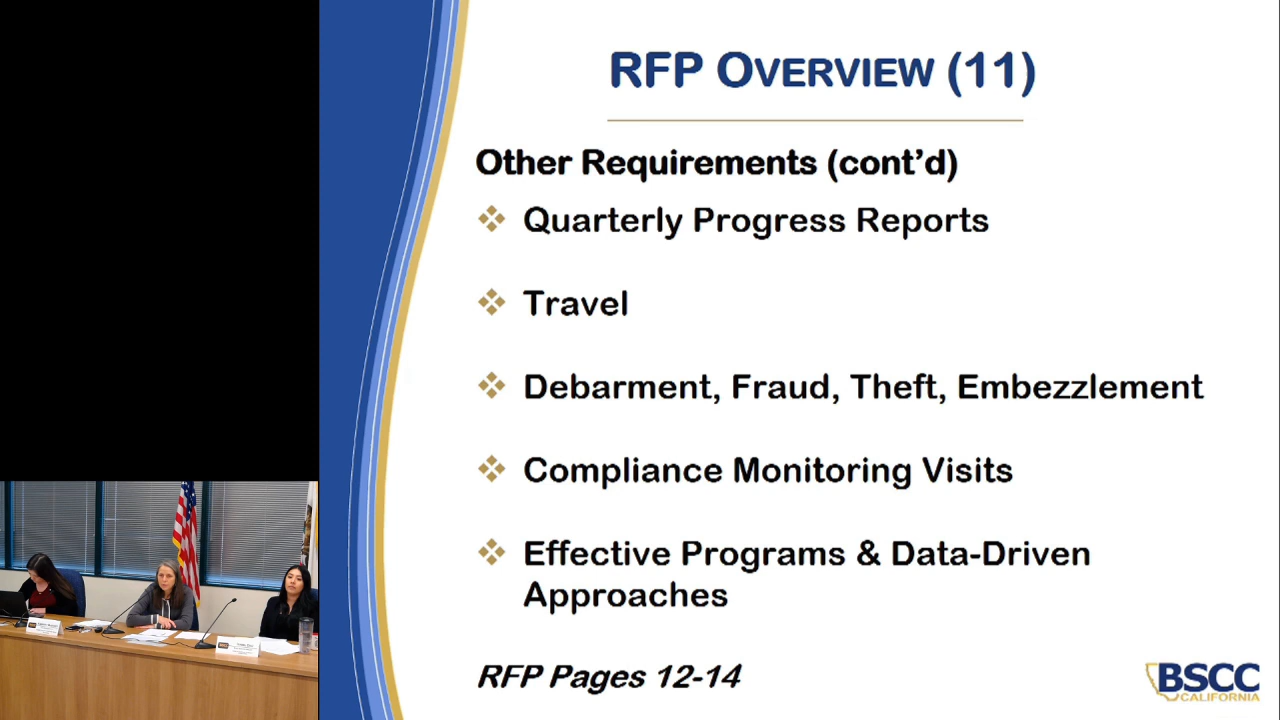 RFP OVERVIEW (11)
Other Requirements (cont’d)
Quarterly Progress Reports
Travel
Debarment, Fraud, Theft, Embezzlement
Compliance Monitoring Visits
Effective Programs & Data-Driven
Approaches
RFP Pages 12-14
BSCC
CALIFORNIA